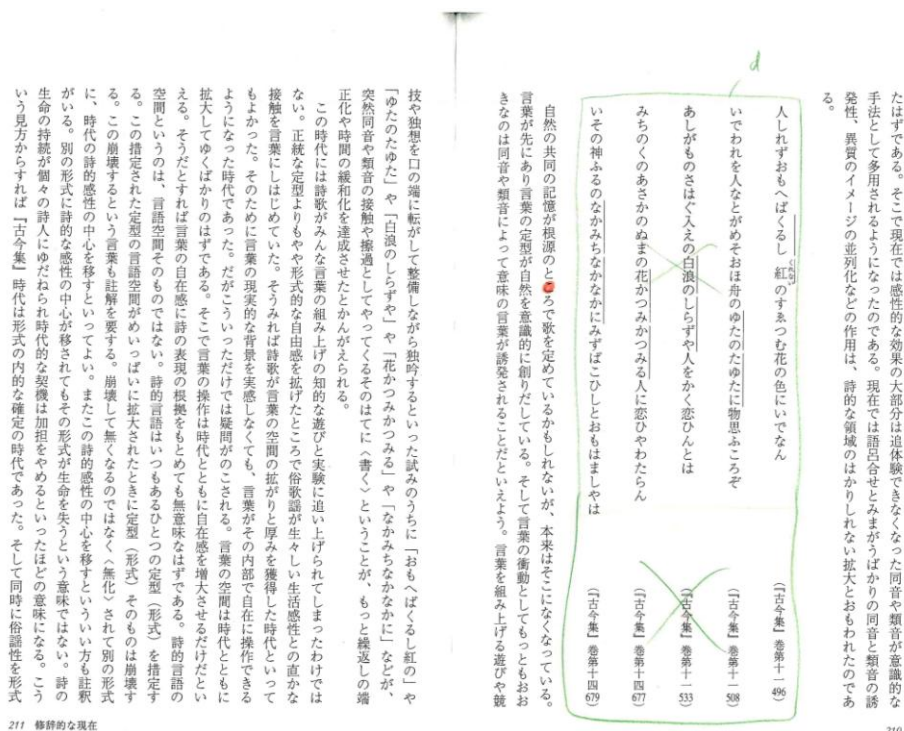 たはずである。そこで現在では感性的な効果の大部分は追体験できなくなった同音や類音が意識的な
手法として多用されるようになったのである。現在では語呂合せとみまがうばかりの同音と類音の誘
発性、異質のイメージの並列化などの作用は、詩的な領域のはかりしれない拡大とおもわれたのであ
る。
d
人しれずおもへばくるし紅のすゑつむ花の色にいでなん
くれなゐ
(『古今集』巻第十一496)
いでわれを人なとがめそおほ舟のゆたのたゆたに物思ふころぞ
(『古今集』巻第十一508)
あしがものさはぐ入えの白浪のしらずや人をかく恋ひんとは
(『古今集』巻第十一533)
みちのくのあさかのぬまの花かつみかつみる人に恋ひやわたらん
(『古今集』巻第十四677)
いその神ふるのなかみちなかなかにみずばこひしとおもはましやは
(『古今集』巻第十四679)
自然の共同の記憶が根源のところで歌を定めているかもしれないが、本来はそこになくなっている。
言葉が先にあり言葉の定型が自然を意識的に創りだしている。そして言葉の衝動としてもっともおお
きなのは同音や類音によって意味の言葉が誘発されることだといえよう。言葉を組み上げる遊びや競
210
技や独想を口の端に転がして整備しながら独吟するといった試みのうちに「おもへばくるし紅の」や
「ゆたのたゆた」や「白浪のしらずや」や「花かつみかつみる」や「なかみちなかなかに」などが、
突然同音や類音の接触や擦過としてやってくるそのはてに〈書く〉ということが、もっと繰返しの端
正化や時間の緩和化を達成させたとかんがえられる。
この時代には詩歌がみんな言葉の組み上げの知的な遊びと実験に追い上げられてしまったわけでは
ない。正統な定型よりもやや形式的な自由感を拡げたところで俗歌謡が生々しい生活感性との直かな
接触を言葉にしはじめていた。そうみれば詩歌が言葉の空間の拡がりと厚みを獲得した時代といって
もよかった。そのために言葉の現実的な背景を実感しなくても、言葉がその内部で自在に操作できる
ようになった時代であった。だがこういっただけでは疑問がのこされる。言葉の空間は時代とともに
拡大してゆくばかりのはずである。そこで言葉の操作は時代とともに自在感を増大させるだけだとい
える。そうだとすれば言葉の自在感に詩の表現の根拠をもとめても無意味なはずである。詩的言語の
空間というのは、言語空間そのものではない。詩的言語はいつもあるひとつの定型(形式)を措定す
る。この措定された定型の言語空間がめいっぱいに拡大されたときに定型(形式)そのものは崩壊す
る。この崩壊するという言葉も註解を要する。崩壊して無くなるのではなく〈無化〉されて別の形式
に、時代の詩的感性の中心を移すといってよい。またこの詩的感性の中心を移すといういい方も註釈
がいる。別の形式に詩的な感性の中心が移されてもその形式が生命を失うという意味ではない。詩の
生命の持続が個々の詩人にゆだねられ時代的な契機は加担をやめるといったほどの意味になる。こう
いう見方からすれば『古今集』時代は形式の内的な確定の時代であった。そして同時に俗謡性を形式
211 修辞的な現在